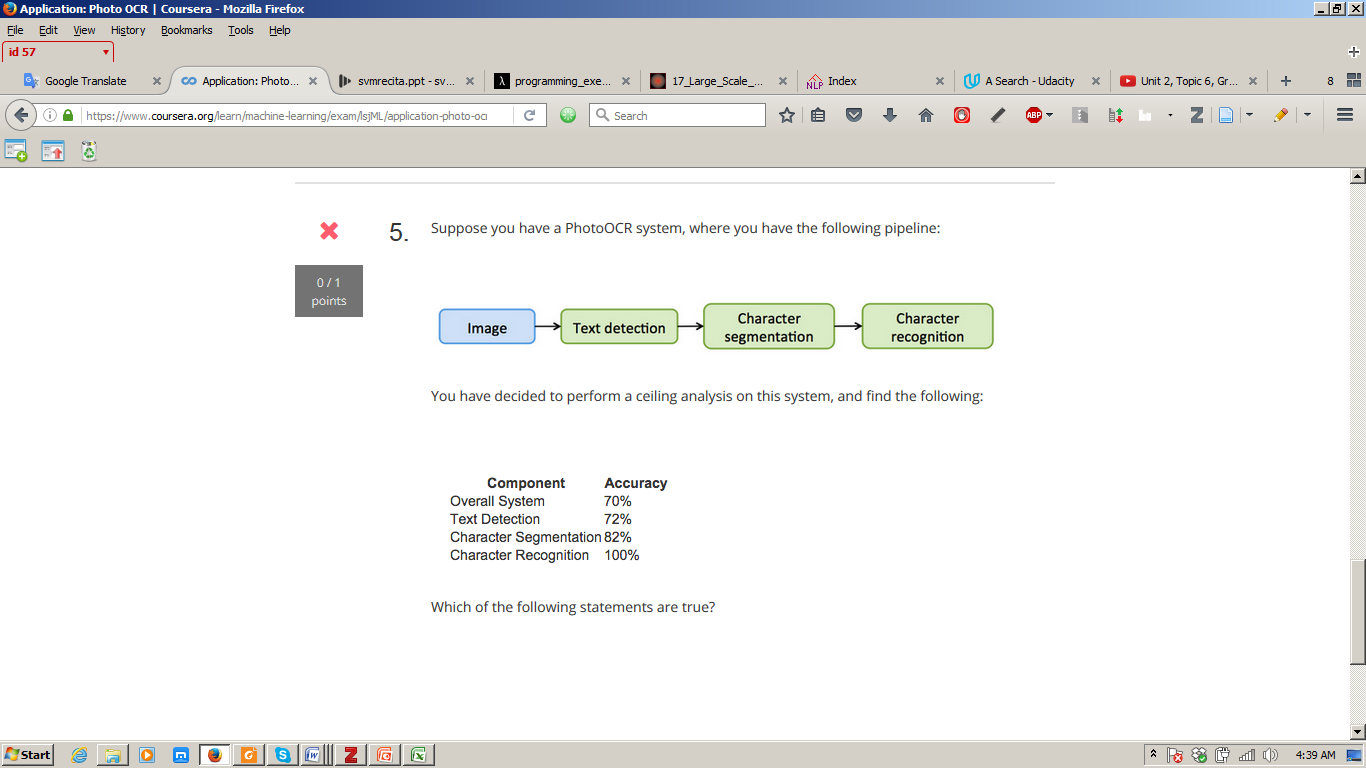 Application: Photo OCR | Coursera - Mozilla Firefox
File Edit View History Bookmarks Tools Help
id 57
Google Translate
Application: Photo...
svmrecita.ppt - sv...
programming_exe...
17_Large_Scale_...
NLP Index
A Search - Udacity
Unit 2, Topic 6, Gr...
8
https://www.coursera.org/learn/machine-learning/exam/lsjML/application-photo-ocr
Search
ABP
5. Suppose you have a PhotoOCR system, where you have the following pipeline:
0 / 1
points
Image
Text detection
Character
segmentation
Character
recognition
You have decided to perform a ceiling analysis on this system, and find the following:
Component Accuracy
Overall System 70%
Text Detection 72%
Character Segmentation 82%
Character Recognition 100%
Which of the following statements are true?
Start
4:39 AM